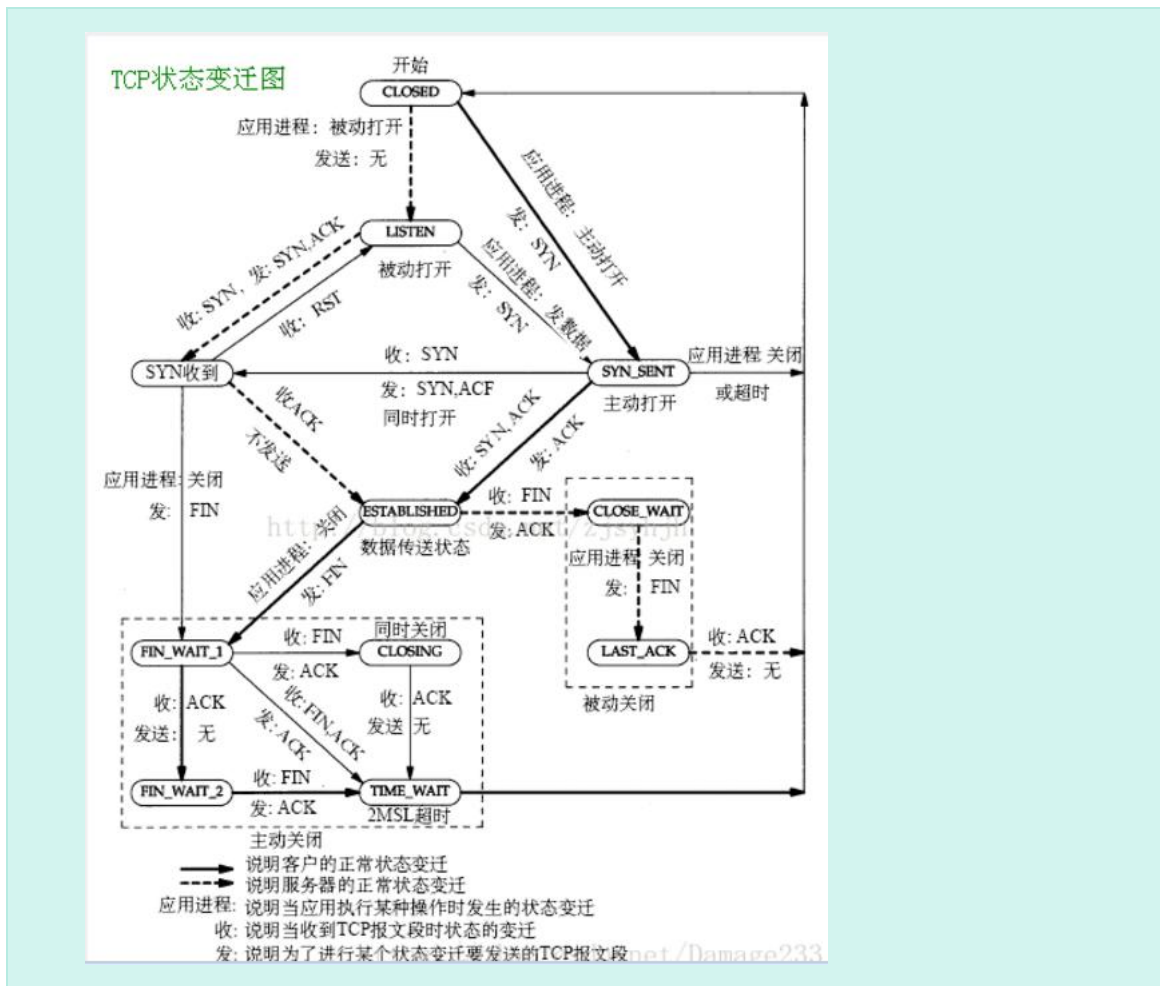 TCP状态变迁图
开始
CLOSED
应用进程：被动打开
发送：无
应用进程：主动打开
发：SYN
LISTEN
被动打开
收：SYN，发：SYN,ACK
收：RST
应用进程：发数据
发：SYN
SYN收到
收：SYN
发：SYN,ACF
同时打开
SYN_SENT
主动打开
应用进程:关闭
或超时
收ACK
不发送
收：SYN, ACK
发：ACK
应用进程:关闭
发：FIN
ESTABLISHED
数据传送状态
收：FIN
发：ACK
CLOSE_WAIT
应用进程 关闭
发：FIN
应用进程：关闭
发：FIN
LAST_ACK
收: ACK
发送：无
被动关闭
同时关闭
FIN_WAIT_1
收：FIN
发: ACK
CLOSING
收：ACK
发送：无
收:FIN,ACK
发：ACK
收：ACK
发送 无
FIN_WAIT_2
收: FIN
发: ACK
TIME_WAIT
2MSL超时
主动关闭
说明客户的正常状态变迁
说明服务器的正常状态变迁
应用进程: 说明当应用执行某种操作时发生的状态变迁
收: 说明当收到TCP报文段时状态的变迁
发: 说明为了进行某个状态变迁要发送的TCP报文段
net/Damage233